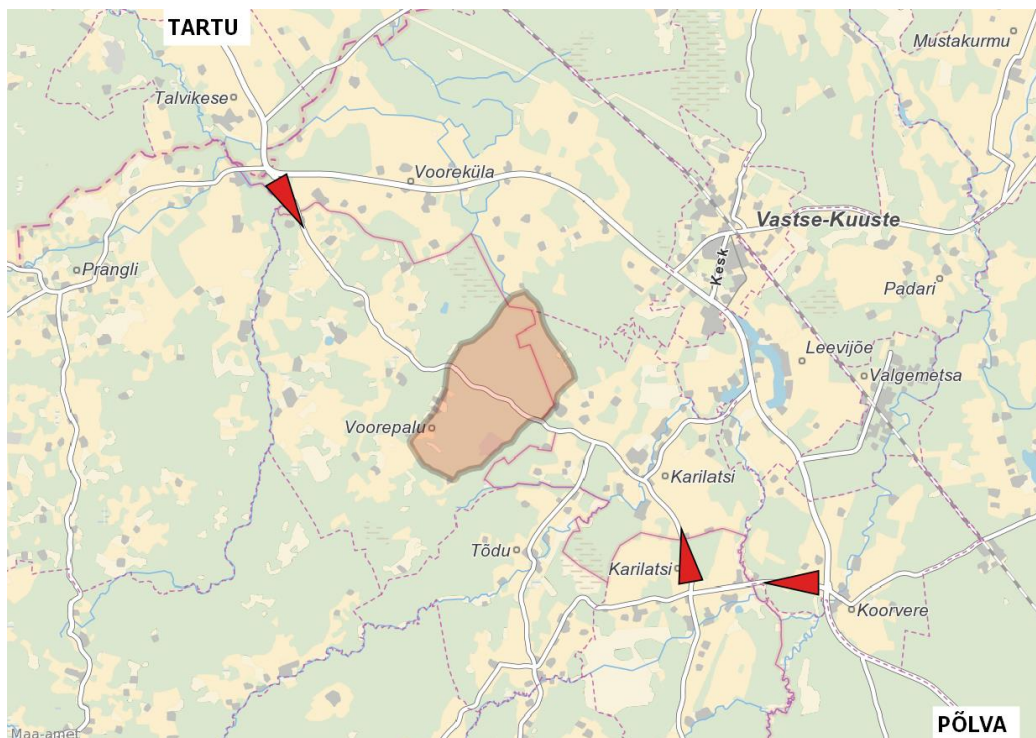 TARTU
Mustakurmu
Talvikese
Vooreküla
Vastse-Kuuste
Kesk
Prangli
Padari
Leevijõe
Valgemetsa
Voorepalu
Karilatsi
Tõdu
Karilatsi
Koorvere
PÕLVA
Maa-amet